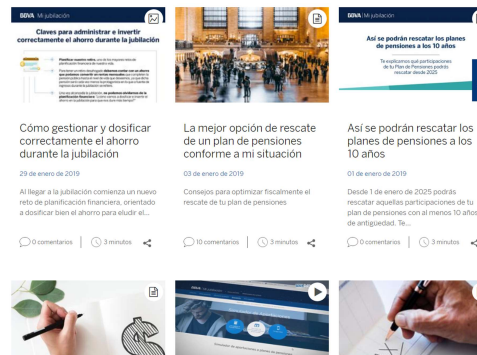 BBVA Mi jubilación
Claves para administrar e invertir
correctamente el ahorro durante la jubilación
BBVA Mi jubilación
Así se podrán rescatar los planes
de pensiones a los 10 años
Te explicamos qué participaciones
de tu Plan de Pensiones podrás
rescatar desde 2025
Cómo gestionar y dosificar
correctamente el ahorro
durante la jubilación
29 de enero de 2019
Al llegar a la jubilación comienza un nuevo
reto de planificación financiera, orientado
a dosificar bien el ahorro para eludir el...
0 comentarios
3 minutos
La mejor opción de rescate
de un plan de pensiones
conforme a mi situación
03 de enero de 2019
Consejos para optimizar fiscalmente el
rescate de tu plan de pensiones
10 comentarios
3 minutos
Así se podrán rescatar los
planes de pensiones a los
10 años
01 de enero de 2019
Desde 1 de enero de 2025 podrás
rescatar aquellas participaciones de tu
plan de pensiones con al menos 10 años
de antigüedad. Te...
0 comentarios
3 minutos